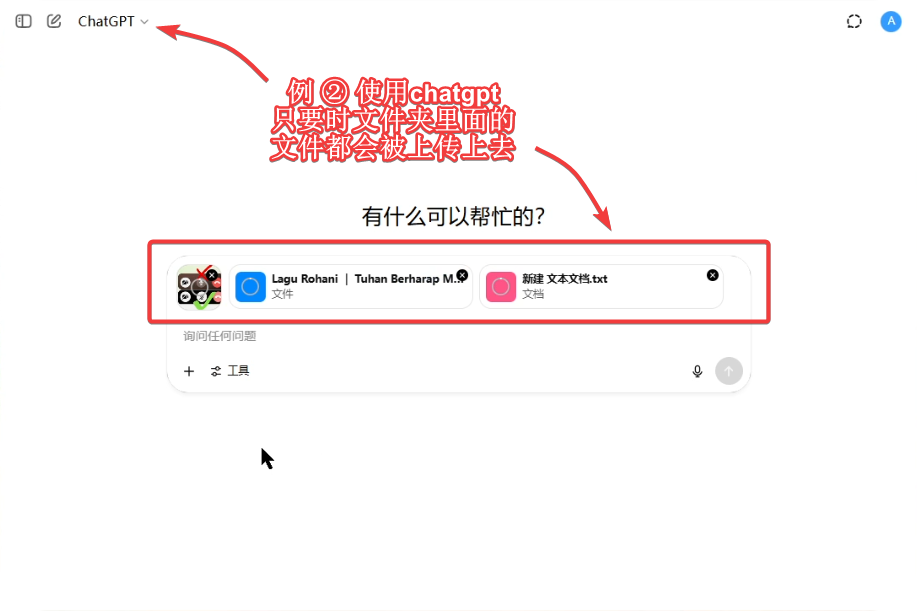 ChatGPT
A
例 ② 使用chatgpt
只要时文件夹里面的
文件都会被上传上去
有什么可以帮忙的?
Lagu Rohani ｜ Tuhan Berharap M...
文件
新建 文本文档.txt
文档
询问任何问题
工具